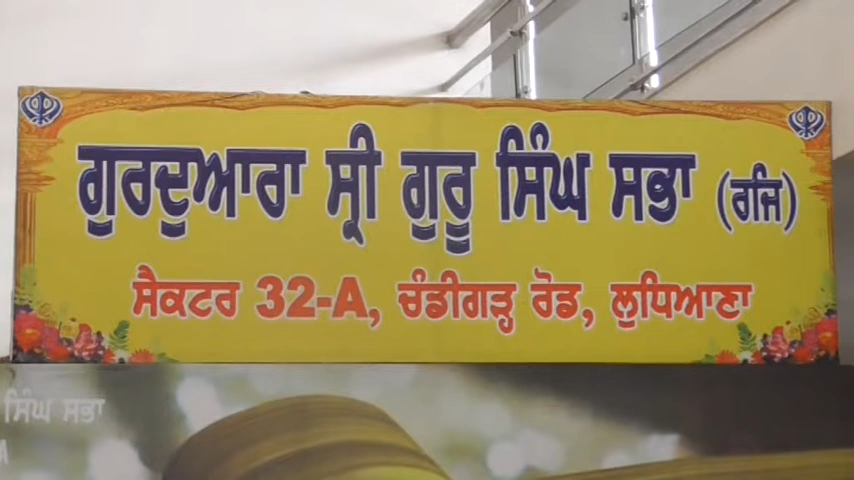 ਗੁਰਦੁਆਰਾ ਸ੍ਰੀ ਗੁਰੂ ਸਿੰਘ ਸਭਾ (ਰਜਿ)
ਸੈਕਟਰ 32-A, ਚੰਡੀਗੜ੍ਹ ਰੋਡ, ਲੁਧਿਆਣਾ
ਸਿੰਘ ਸਭਾ